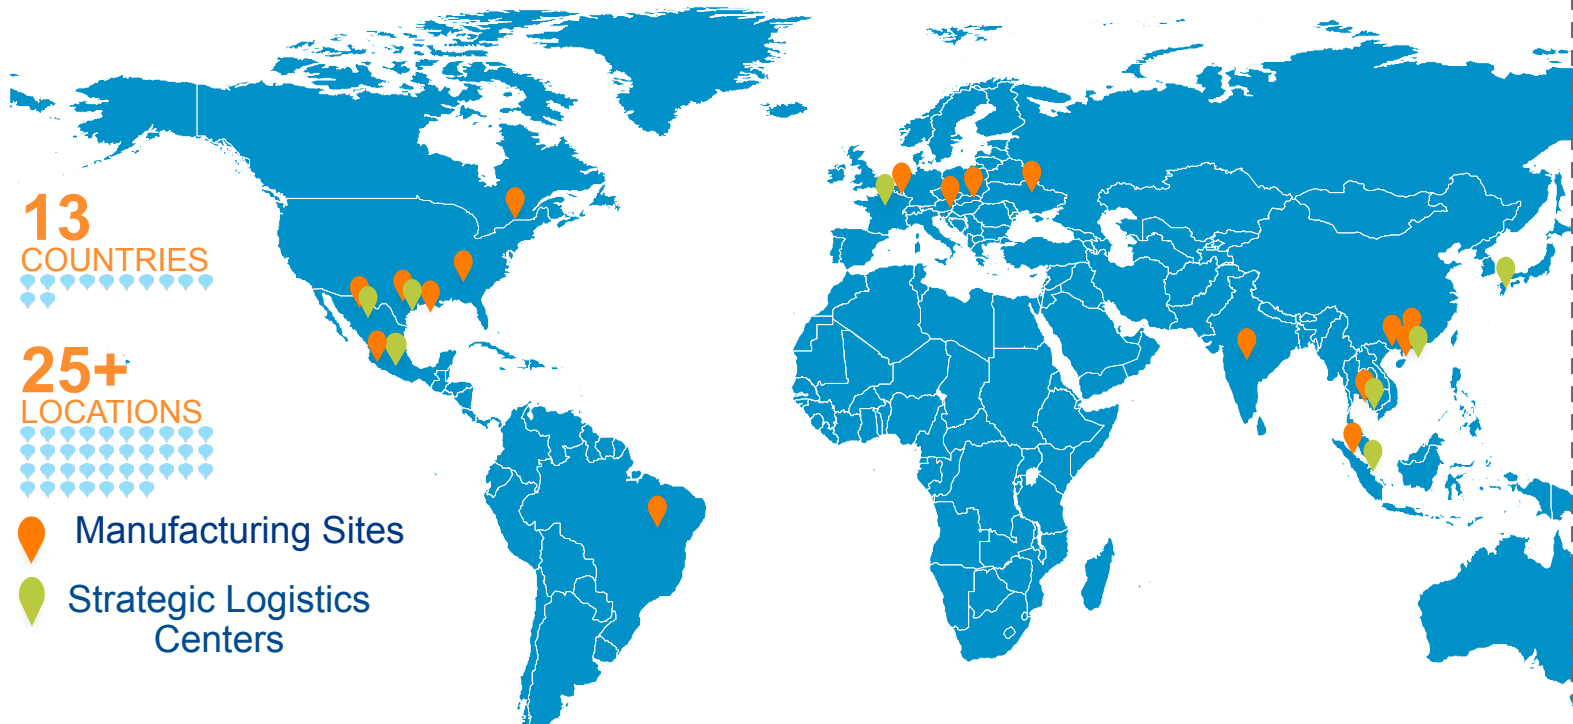 13
COUNTRIES
25+
LOCATIONS
Manufacturing Sites
Strategic Logistics
Centers